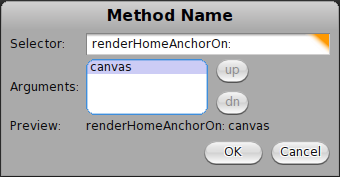 Method Name
Selector: renderHomeAnchorOn:
canvas
up
Arguments:
dn
Preview: renderHomeAnchorOn: canvas
OK Cancel